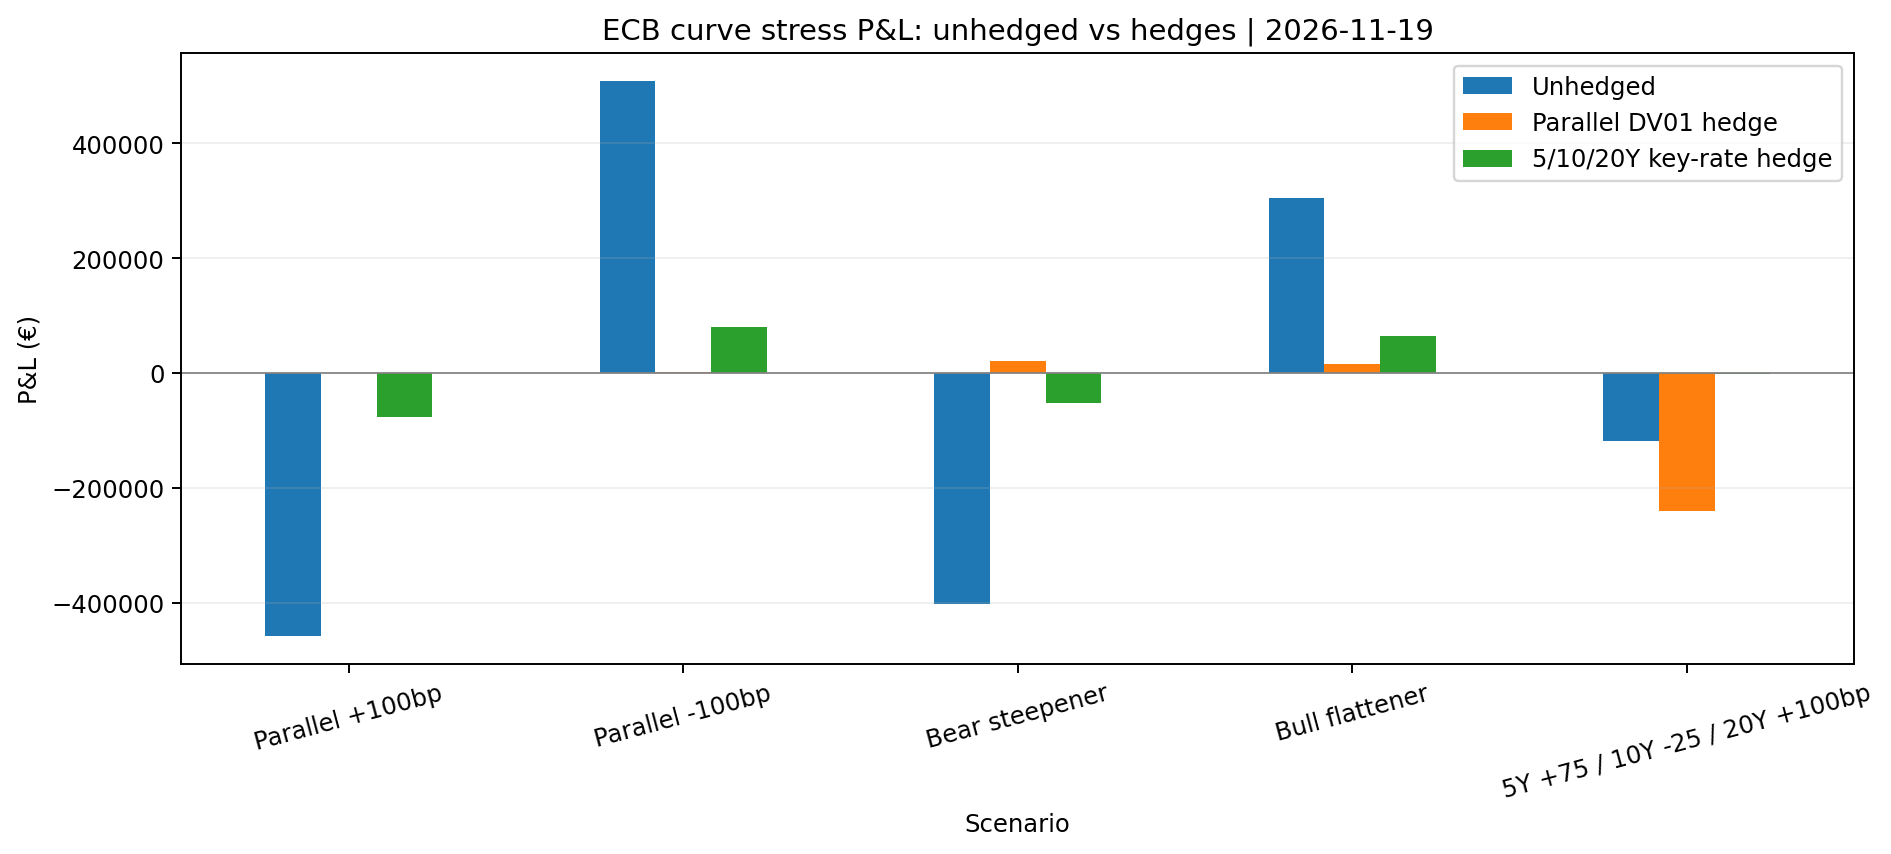 ECB curve stress P&L: unhedged vs hedges | 2026-11-19
Unhedged
Parallel DV01 hedge
5/10/20Y key-rate hedge
P&L (€)
400000
200000
0
−200000
−400000
Parallel +100bp
Parallel -100bp
Bear steepener
Bull flattener
5Y +75 / 10Y -25 / 20Y +100bp
Scenario